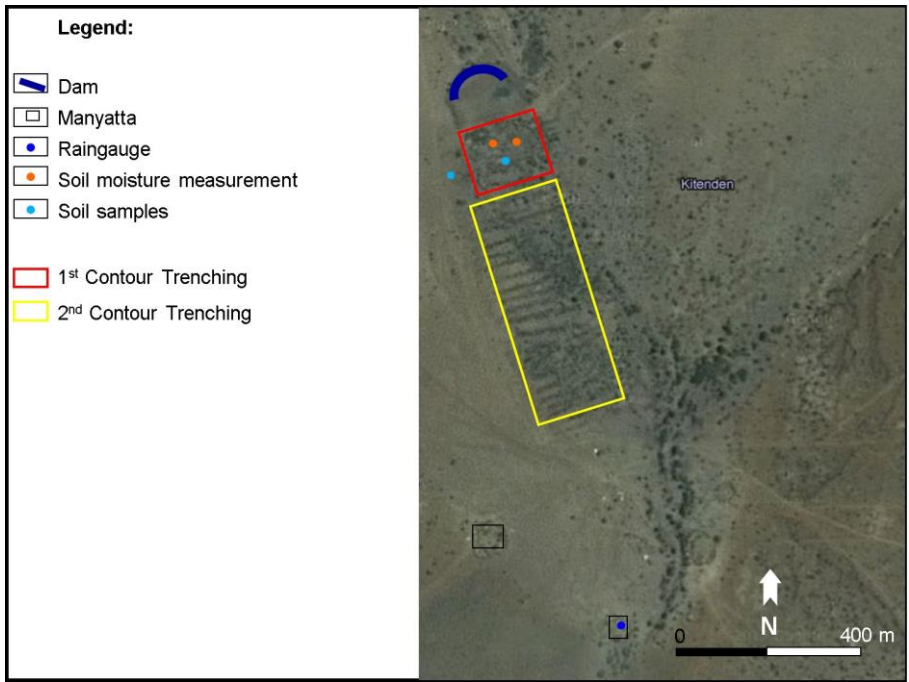 Legend:
Dam
Manyatta
Raingauge
Soil moisture measurement
Soil samples
1st Contour Trenching
2nd Contour Trenching
Kitenden
N
0 400 m